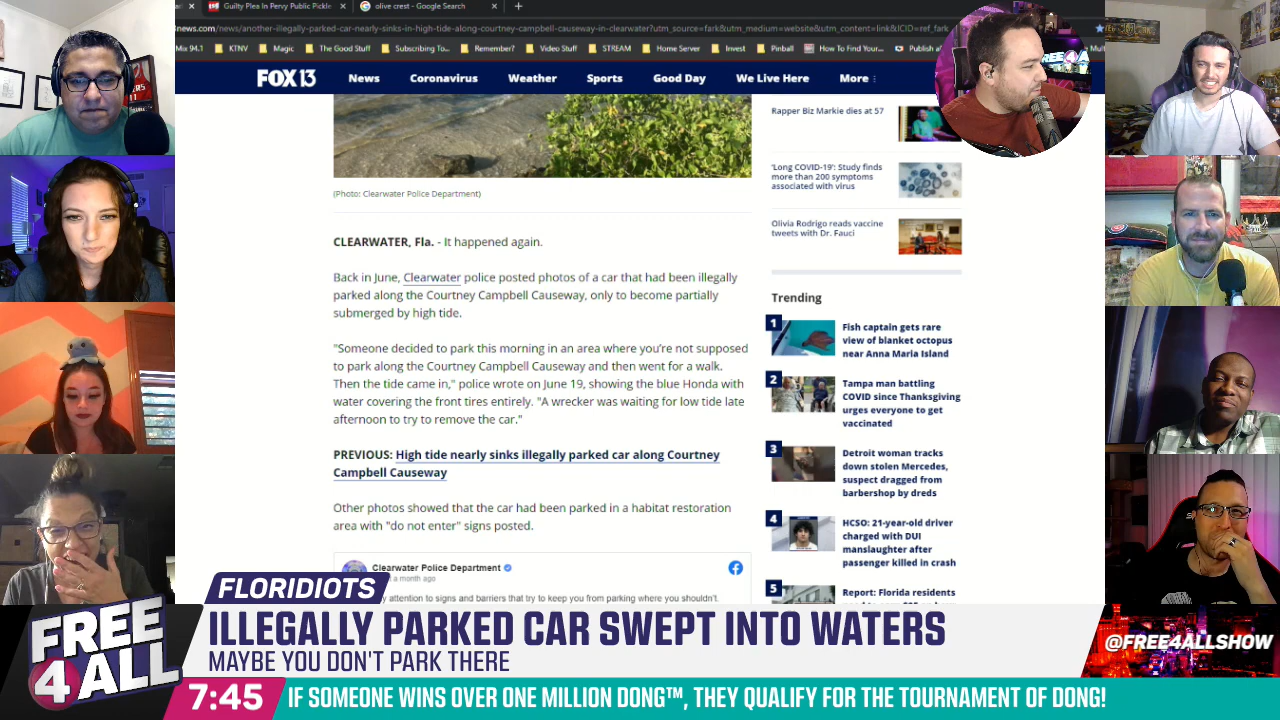 Guilty Plea In Pervy Public Pickle
olive crest - Google Search
news.com/news/another-illegally-parked-car-nearly-sinks-in-high-tide-along-courtney-campbell-causeway-in-clearwater?utm_source=fark&utm_medium=website&utm_content=link&ICID=ref_fark
Mix 94.1 KTNV Magic The Good Stuff Subscribing To... Remember? Video Stuff STREAM Home Server Invest Pinball How To Find Your... Publish
FOX 13 News Coronavirus Weather Sports Good Day We Live Here More
Rapper Biz Markie dies at 57
'Long COVID-19': Study finds
more than 200 symptoms
associated with virus
(Photo: Clearwater Police Department)
Olivia Rodrigo reads vaccine
tweets with Dr. Fauci
CLEARWATER, Fla. - It happened again.
Back in June, Clearwater police posted photos of a car that had been illegally
parked along the Courtney Campbell Causeway, only to become partially
submerged by high tide.
"Someone decided to park this morning in an area where you're not supposed
to park along the Courtney Campbell Causeway and then went for a walk.
Then the tide came in," police wrote on June 19, showing the blue Honda with
water covering the front tires entirely. "A wrecker was waiting for low tide late
afternoon to try to remove the car."
PREVIOUS: High tide nearly sinks illegally parked car along Courtney
Campbell Causeway
Other photos showed that the car had been parked in a habitat restoration
area with "do not enter" signs posted.
Clearwater Police Department
a month ago
attention to signs and barriers that try to keep you from parking where you shouldn't.
Trending
1
Fish captain gets rare
view of blanket octopus
near Anna Maria Island
2
Tampa man battling
COVID since Thanksgiving
urges everyone to get
vaccinated
3
Detroit woman tracks
down stolen Mercedes,
suspect dragged from
barbershop by dreds
4
HCSO: 21-year-old driver
charged with DUI
manslaughter after
passenger killed in crash
5
Report: Florida residents
FLORIDIOTS
ILLEGALLY PARKED CAR SWEPT INTO WATERS
MAYBE YOU DON'T PARK THERE
FREE
4 ALL
@FREE4ALLSHOW
7:45
IF SOMEONE WINS OVER ONE MILLION DONG™, THEY QUALIFY FOR THE TOURNAMENT OF DONG!